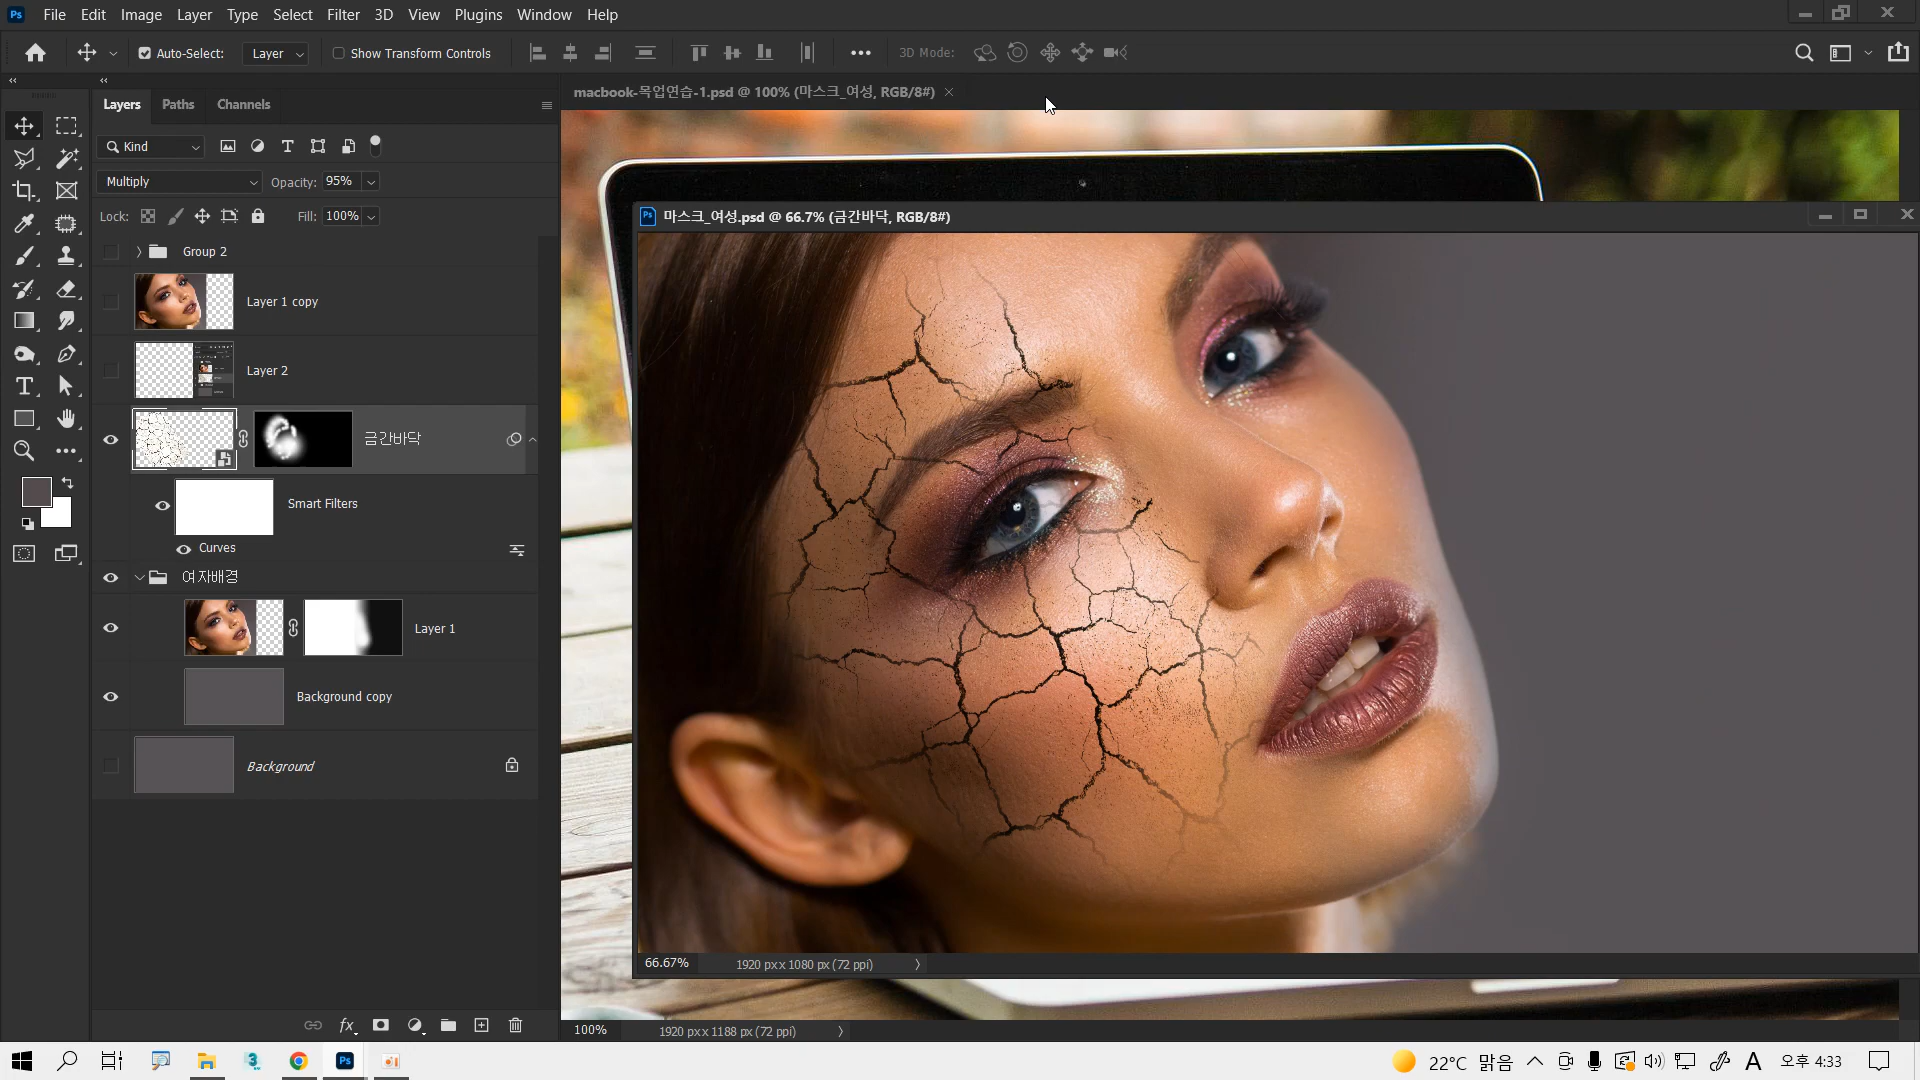 Ps File Edit Image Layer Type Select Filter 3D View Plugins Window Help
Auto-Select: Layer Show Transform Controls 3D Mode:
Layers Paths Channels
macbook-목업연습-1.psd @ 100% (마스크_여성, RGB/8#)
Kind
Multiply Opacity: 95%
Lock: Fill: 100%
Group 2
Layer 1 copy
Layer 2
금간바닥
Smart Filters
Curves
여자배경
Layer 1
Background copy
Background
Ps 마스크_여성.psd @ 66.7% (금간바닥, RGB/8#)
66.67% 1920 px x 1080 px (72 ppi)
fx
100% 1920 px x 1188 px (72 ppi)
3 Ps 22°C 맑음 A 오후 4:33